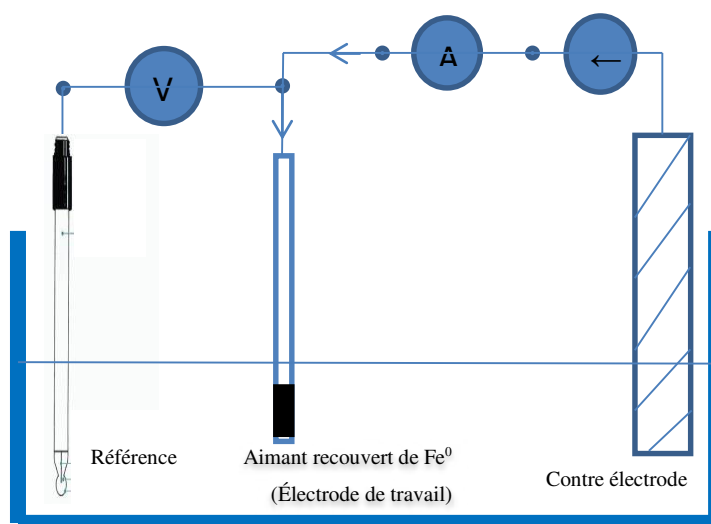 A
←
V
Référence
Aimant recouvert de Fe⁰
(Électrode de travail)
Contre électrode